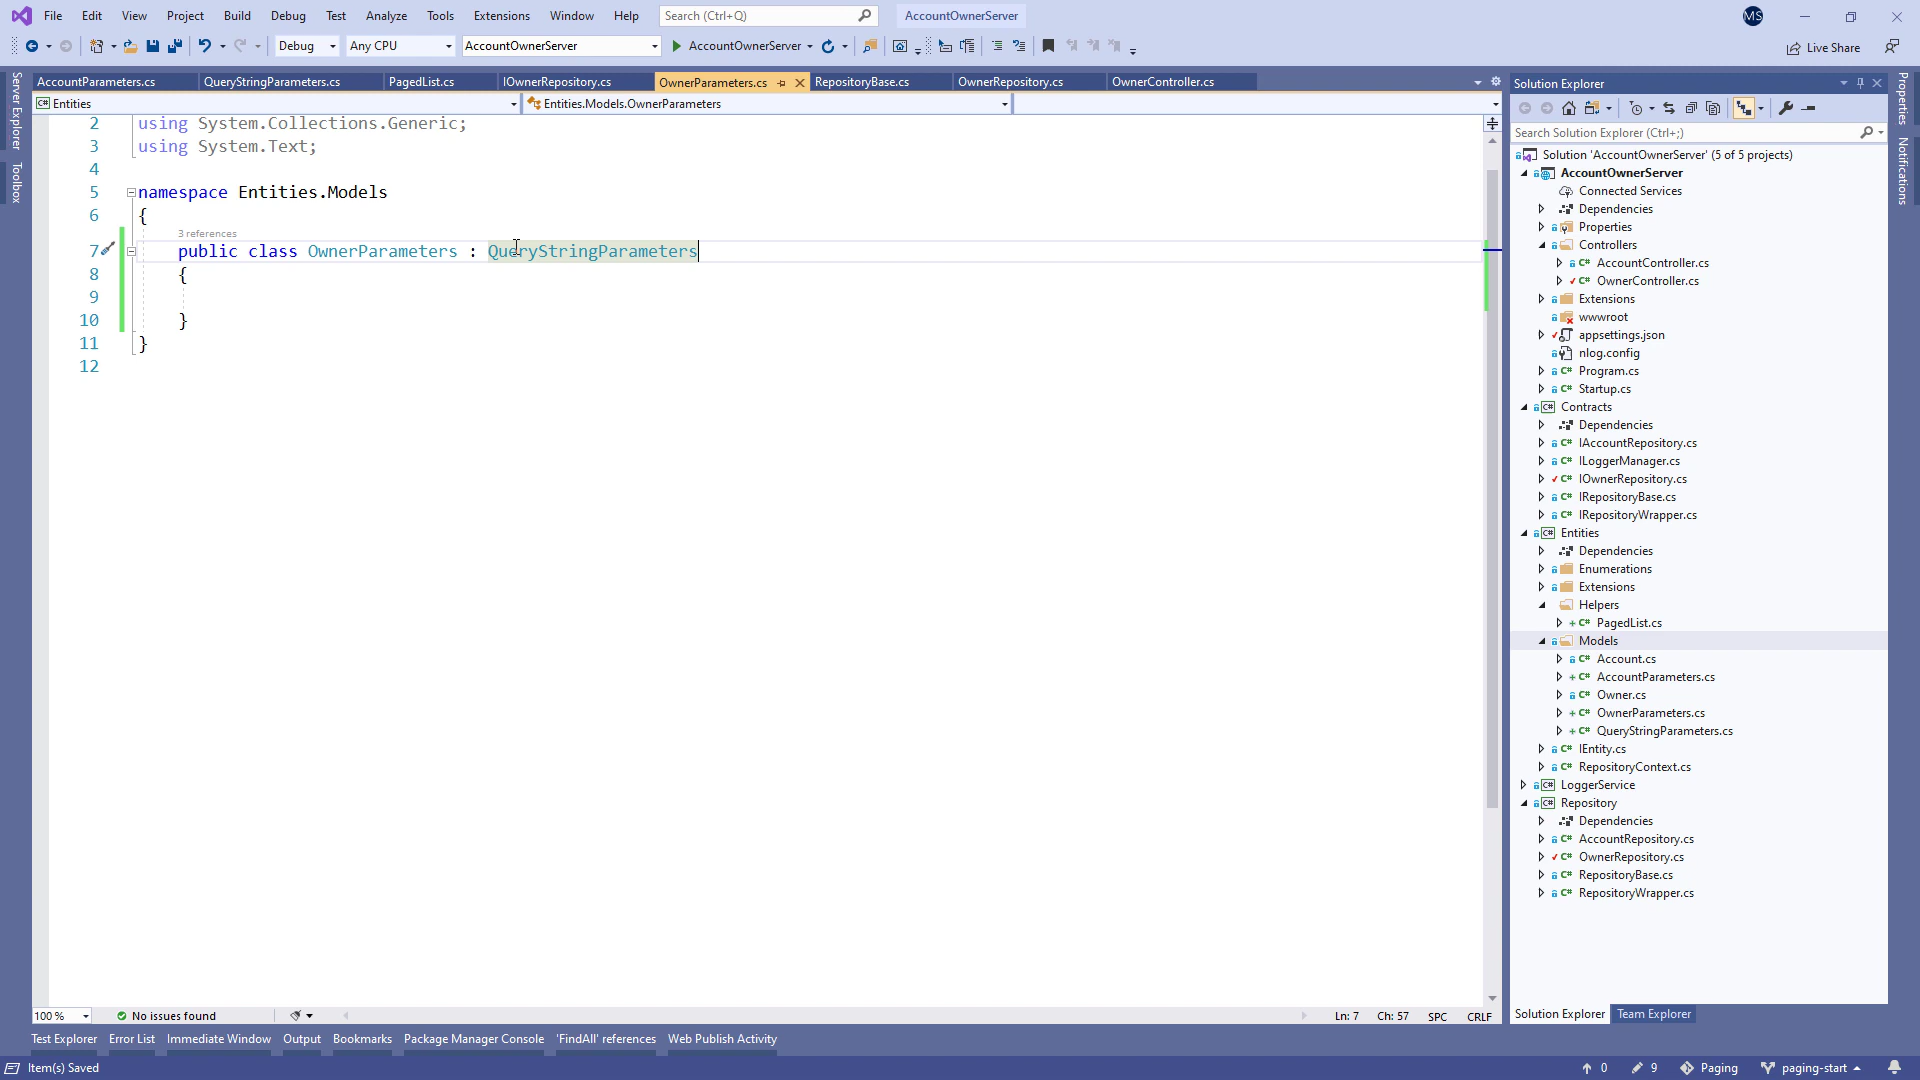 File Edit View Project Build Debug Test Analyze Tools Extensions Window Help Search (Ctrl+Q) AccountOwnerServer MS
Debug Any CPU AccountOwnerServer AccountOwnerServer Live Share
AccountParameters.cs QueryStringParameters.cs PagedList.cs IOwnerRepository.cs OwnerParameters.cs RepositoryBase.cs OwnerRepository.cs OwnerController.cs
Entities Entities.Models.OwnerParameters
Server Explorer
Toolbox
2 using System.Collections.Generic;
3 using System.Text;
4
5 namespace Entities.Models
6 {
3 references
7 public class OwnerParameters : QueryStringParameters
8 {
9
10 }
11 }
12
100 % No issues found Ln: 7 Ch: 57 SPC CRLF
Solution Explorer
Search Solution Explorer (Ctrl+;)
Solution 'AccountOwnerServer' (5 of 5 projects)
AccountOwnerServer
Connected Services
Dependencies
Properties
Controllers
AccountController.cs
OwnerController.cs
Extensions
wwwroot
appsettings.json
nlog.config
Program.cs
Startup.cs
Contracts
Dependencies
IAccountRepository.cs
ILoggerManager.cs
IOwnerRepository.cs
IRepositoryBase.cs
IRepositoryWrapper.cs
Entities
Dependencies
Enumerations
Extensions
Helpers
PagedList.cs
Models
Account.cs
AccountParameters.cs
Owner.cs
OwnerParameters.cs
QueryStringParameters.cs
IEntity.cs
RepositoryContext.cs
LoggerService
Repository
Dependencies
AccountRepository.cs
OwnerRepository.cs
RepositoryBase.cs
RepositoryWrapper.cs
Solution Explorer Team Explorer
Properties
Notifications
Test Explorer Error List Immediate Window Output Bookmarks Package Manager Console 'FindAll' references Web Publish Activity
Item(s) Saved 0 9 Paging paging-start